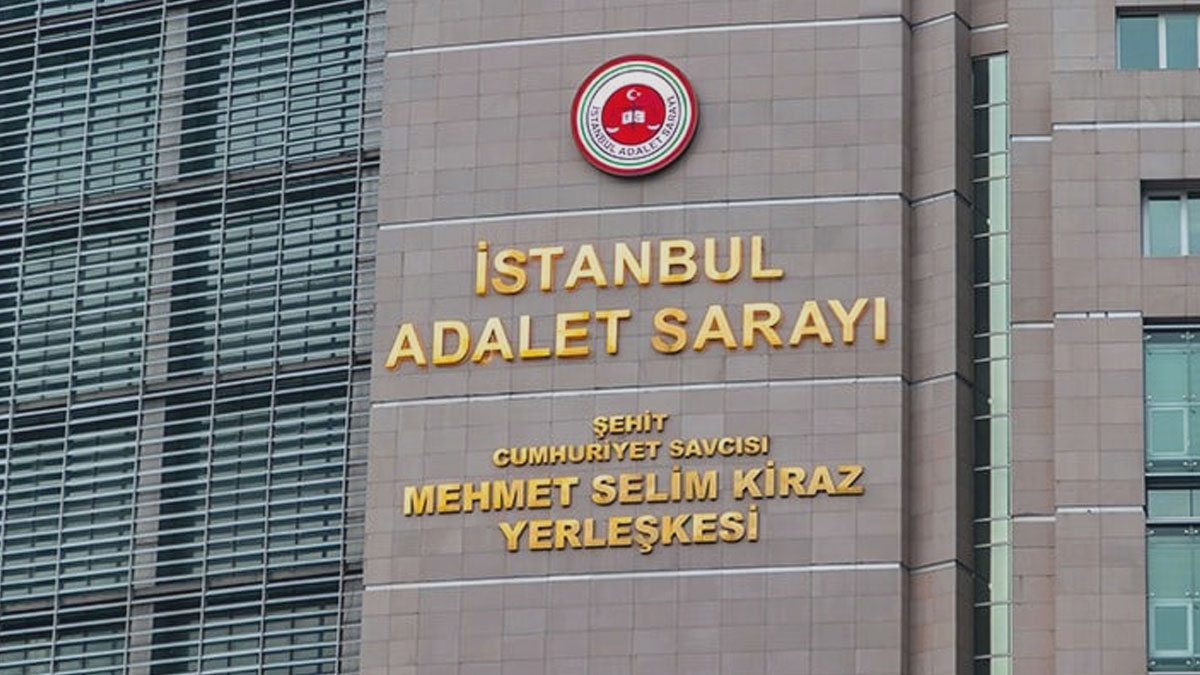 İSTANBUL ADALET SARAYI
İSTANBUL
ADALET SARAYI
ŞEHİT
CUMHURİYET SAVCISI
MEHMET SELİM KİRAZ
YERLEŞKESİ